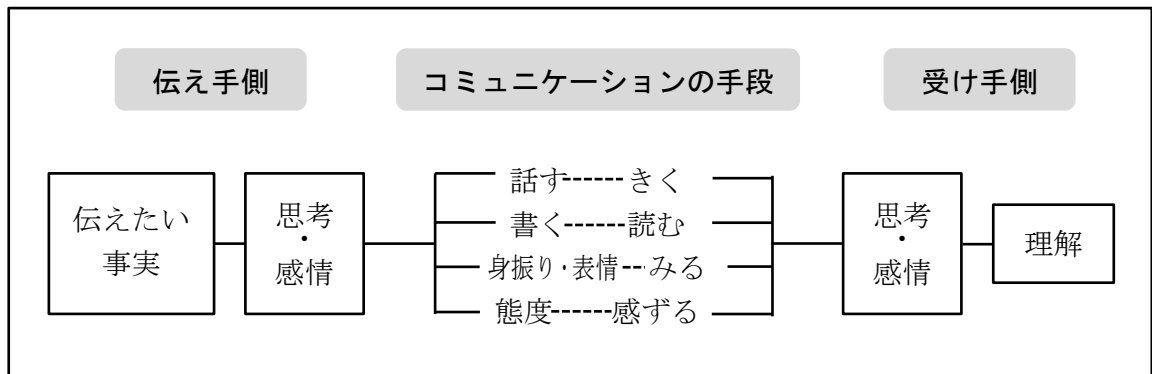 伝え手側
コミュニケーションの手段
受け手側
伝えたい
事実
思考
・
感情
話す------きく
書く------読む
身振り・表情---みる
態度------感ずる
思考
・
感情
理解